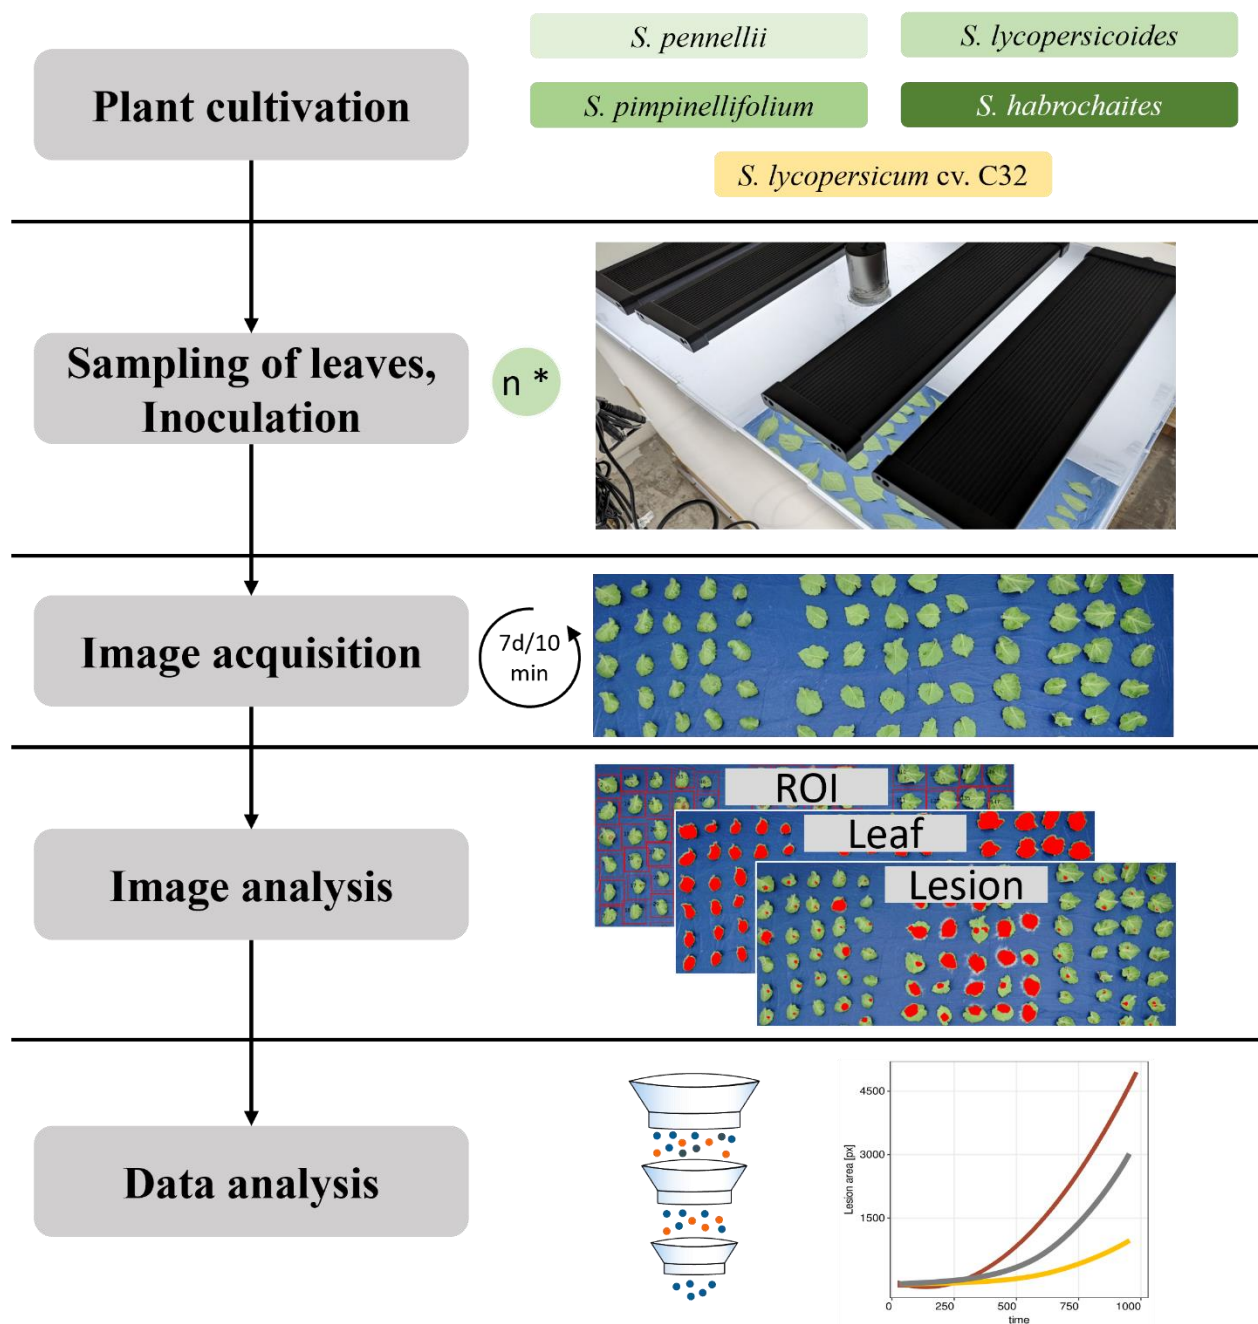 Plant cultivation
S. pennellii
S. lycopersicoides
S. pimpinellifolium
S. habrochaites
S. lycopersicum cv. C32
Sampling of leaves,
Inoculation
n *
Image acquisition
7d/10
min
Image analysis
ROI
Leaf
Lesion
Data analysis
Lesion area [px]
4500
3000
1500
0
250
500
750
1000
time